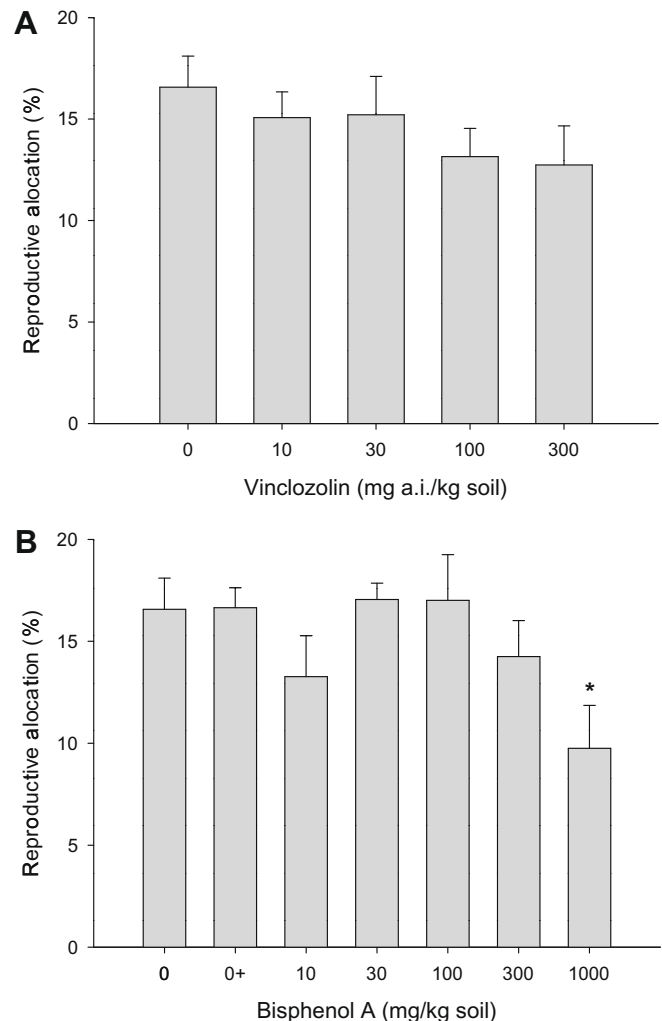 A
20
15
10
5
0
Reproductive alocation (%)
0 10 30 100 300
Vinclozolin (mg a.i./kg soil)
B
20
15
10
5
0
Reproductive alocation (%)
*
0 0+ 10 30 100 300 1000
Bisphenol A (mg/kg soil)